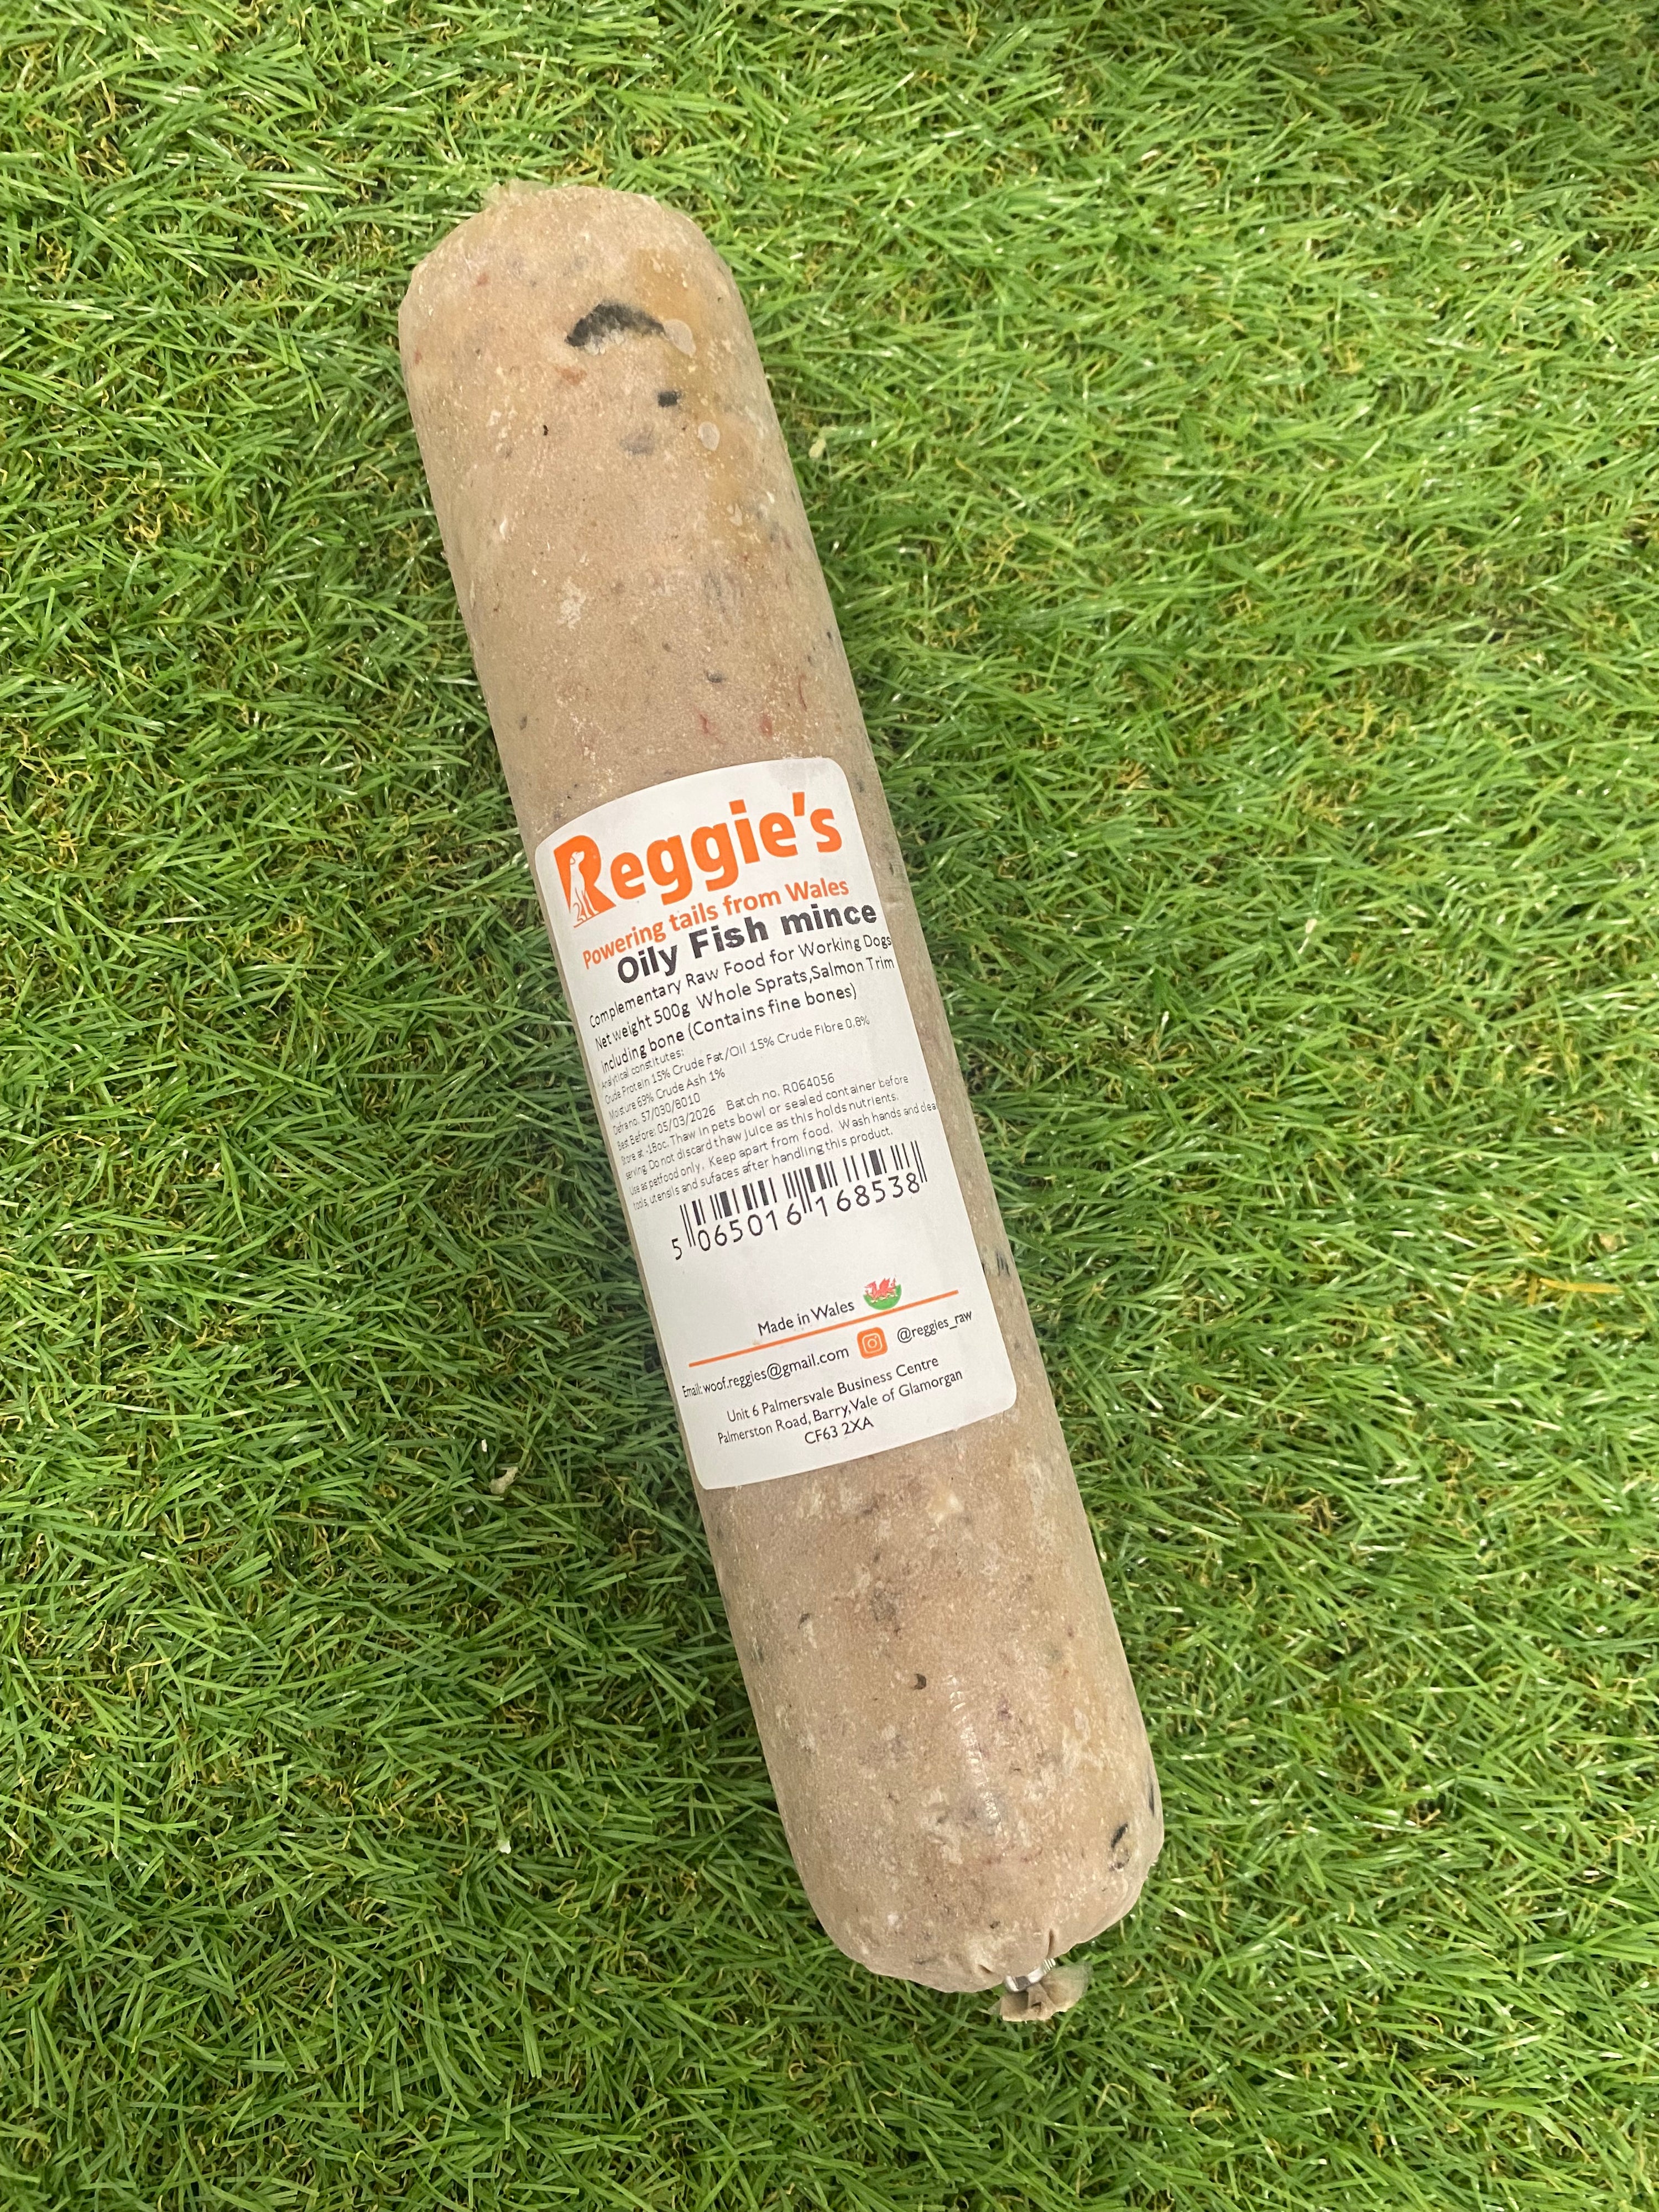 Reggie's
Powering tails from Wales
Oily Fish mince
Complementary Raw Food for Working Dogs
Net weight 500g Whole Sprats,Salmon Trim
Including bone (Contains fine bones)
Analytical constitutes:
Crude Protein 15% Crude Fat/Oil 15% Crude Fibre 0.8%
Moisture 69% Crude Ash 1%
Defra no. 57/030/8010
Best Before: 05/03/2026 Batch no. R064056
Store at -18oc. Thaw in pets bowl or sealed container before
serving. Do not discard thaw juice as this holds nutrients.
Use as petfood only. Keep apart from food. Wash hands and clean
tools, utensils and sufaces after handling this product.
5 065016 168538
Made in Wales
Email: woof.reggies@gmail.com @reggies_raw
Unit 6 Palmersvale Business Centre
Palmerston Road, Barry,Vale of Glamorgan
CF63 2XA